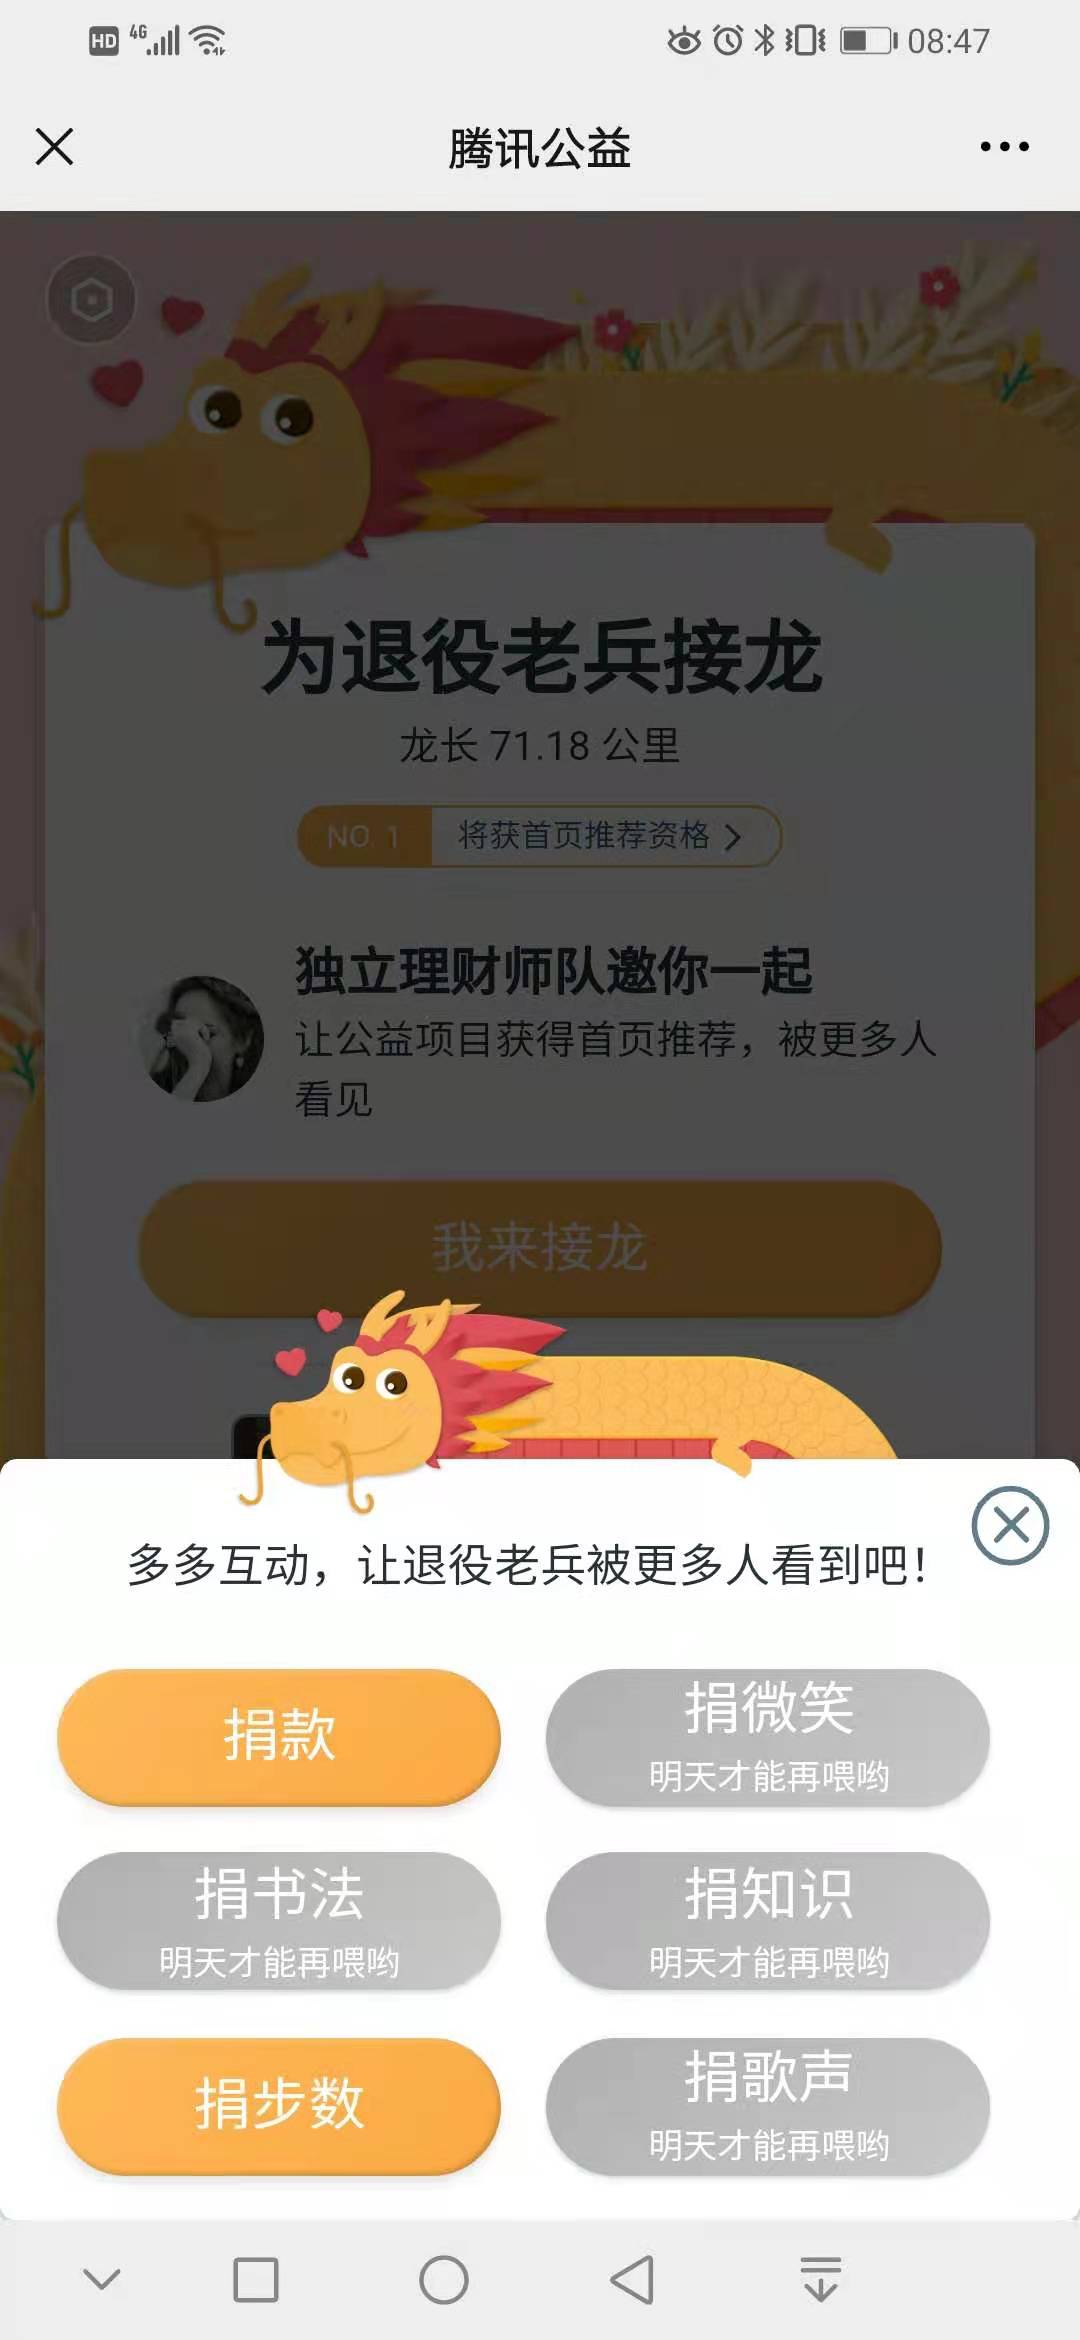 HD 4G 08:47
腾讯公益
为退役老兵接龙
龙长 71.18 公里
NO. 1 将获首页推荐资格
独立理财师队邀你一起
让公益项目获得首页推荐，被更多人
看见
我来接龙
多多互动，让退役老兵被更多人看到吧！
捐款
捐微笑
明天才能再喂哟
捐书法
明天才能再喂哟
捐知识
明天才能再喂哟
捐步数
捐歌声
明天才能再喂哟